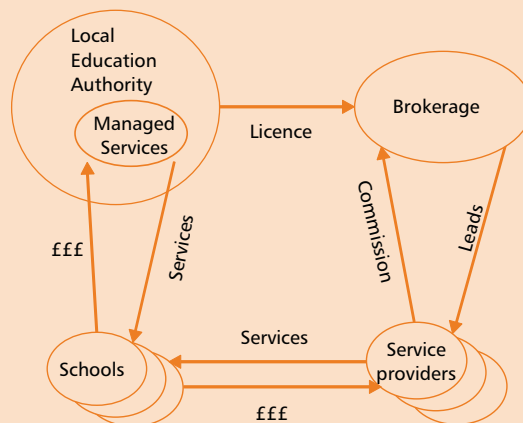 Local
Education
Authority
Managed
Services
Licence
Brokerage
£££
Services
Commission
Leads
Schools
Services
£££
Service
providers